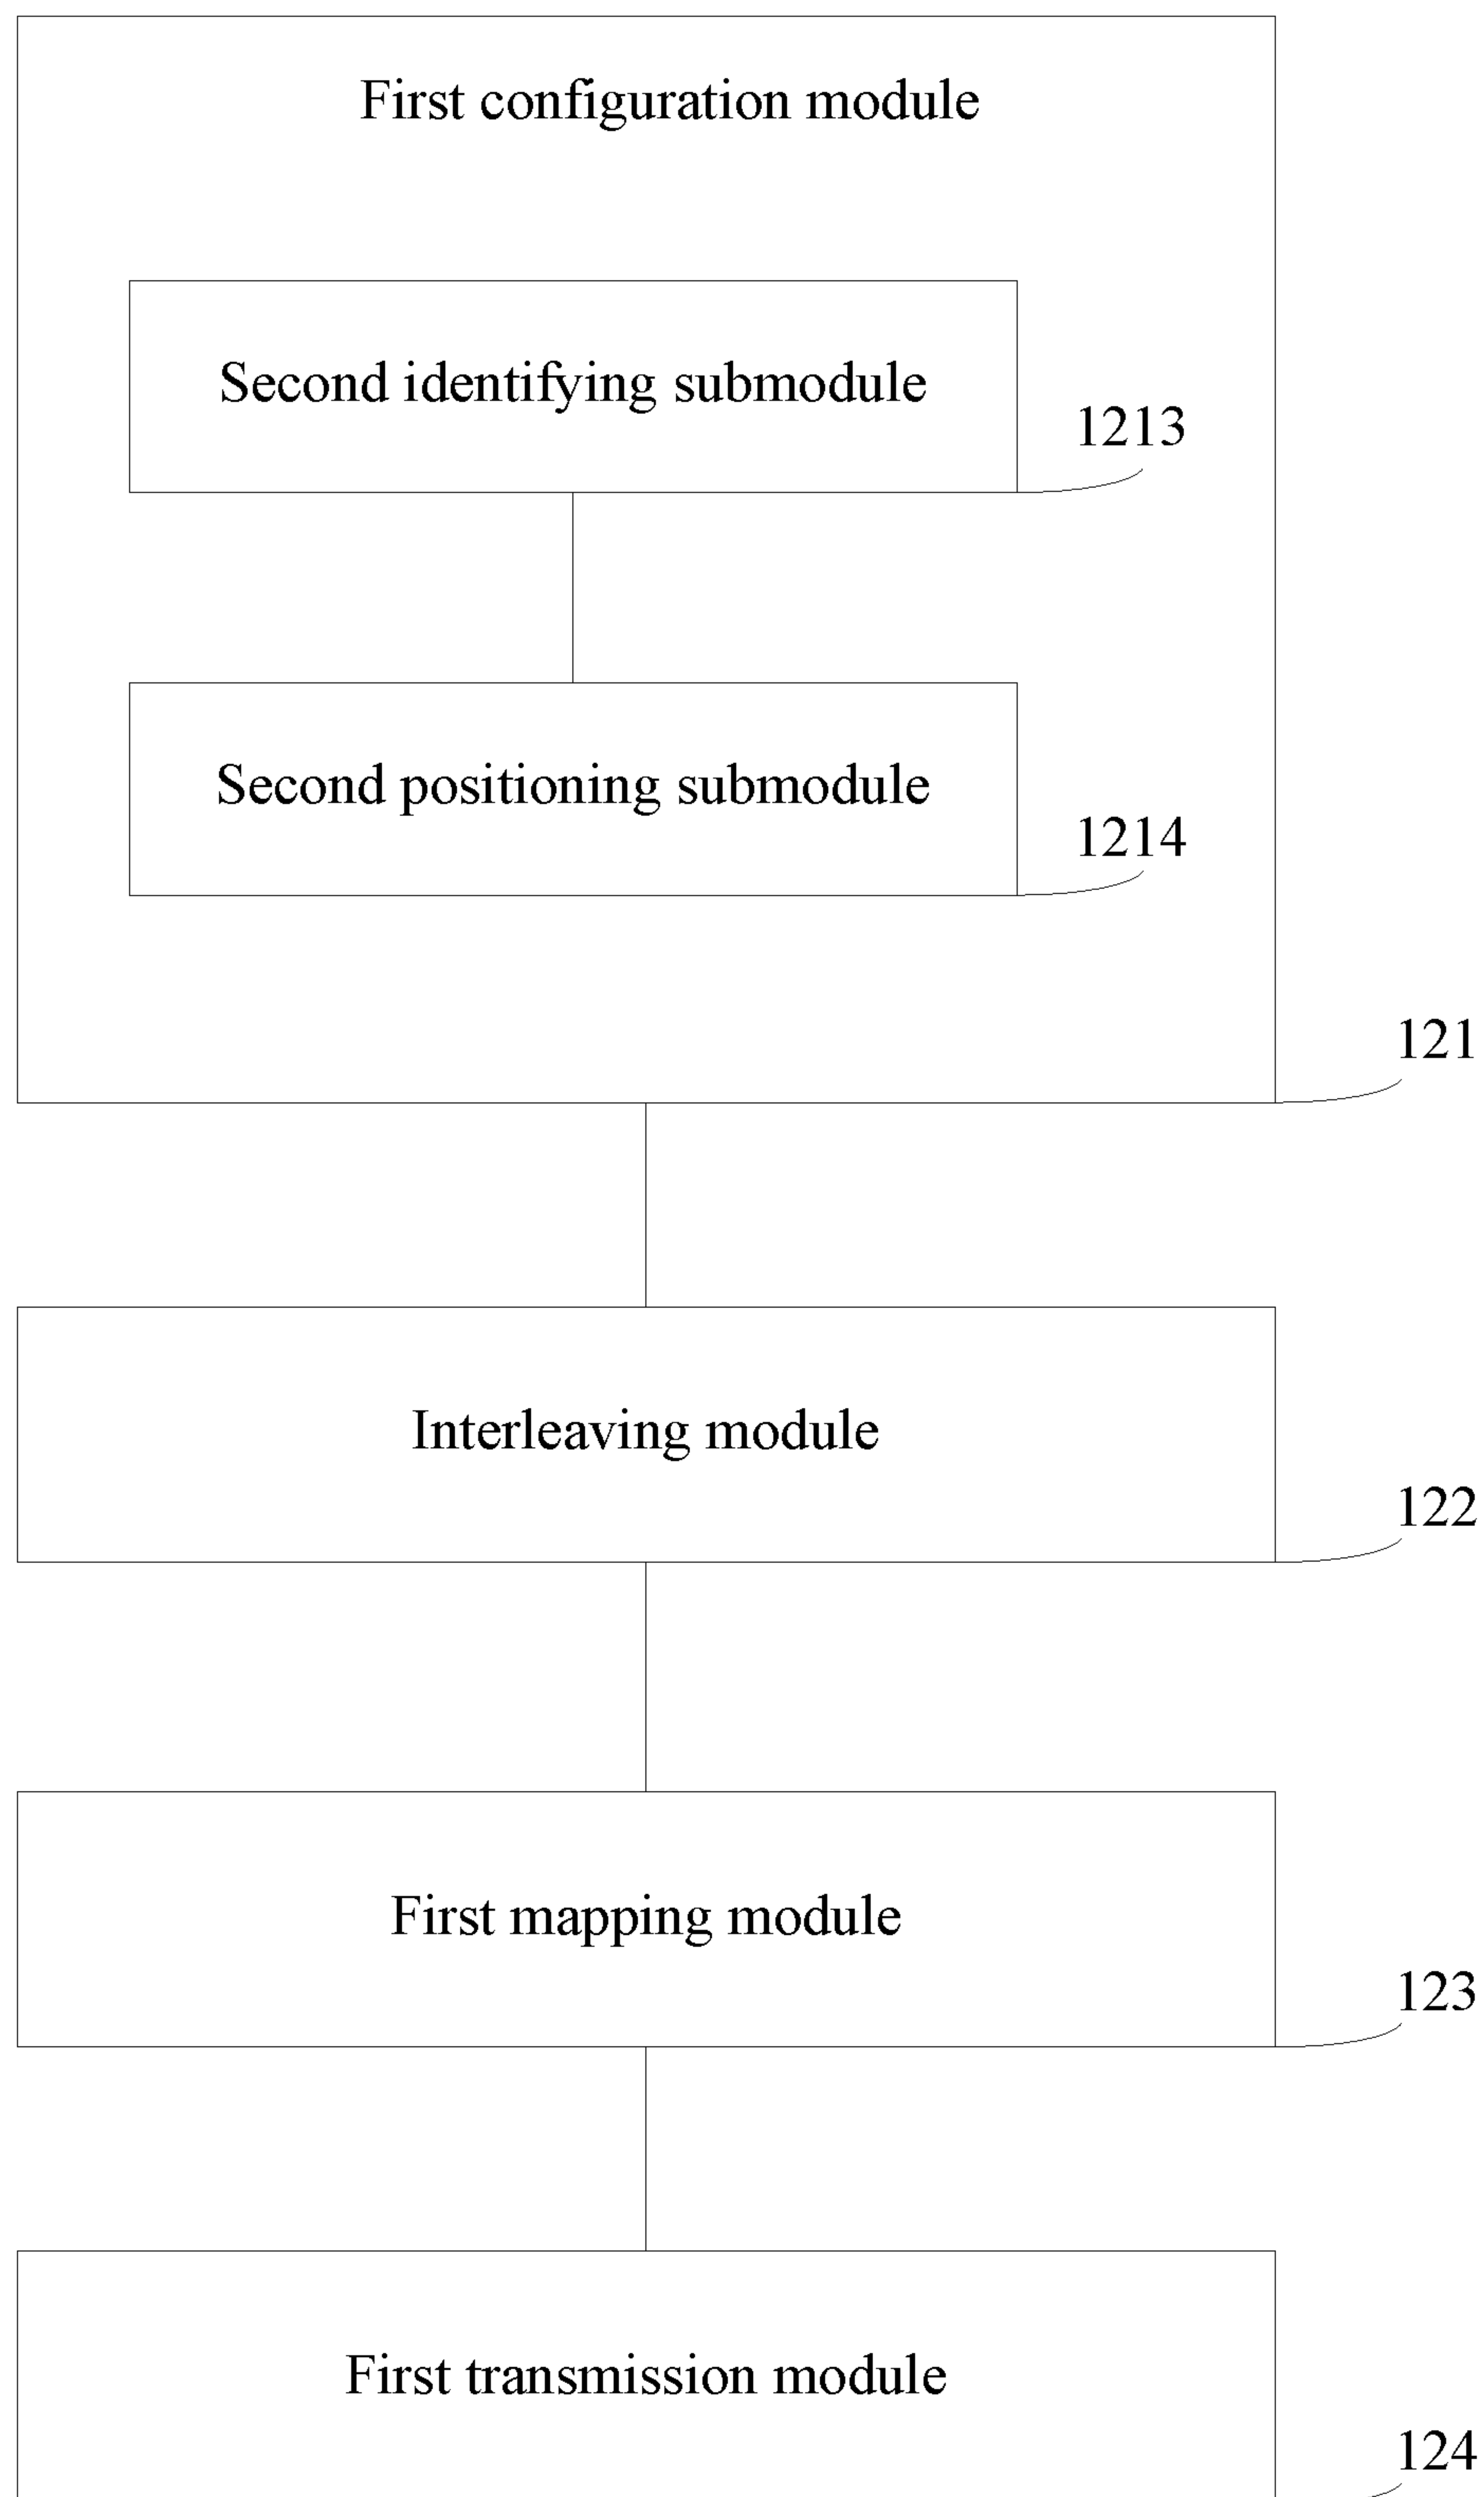 First configuration module
Second identifying submodule
1213
Second positioning submodule
1214
121
Interleaving module
122
First mapping module
123
First transmission module
124